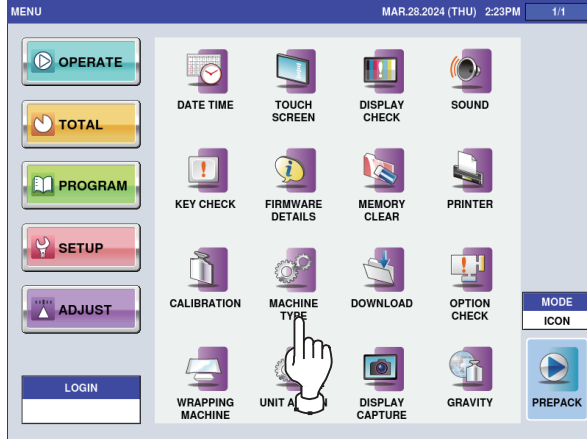 MENU MAR.28.2024 (THU) 2:23PM 1/1
OPERATE
TOTAL
PROGRAM
SETUP
ADJUST
LOGIN
DATE TIME
TOUCH
SCREEN
DISPLAY
CHECK
SOUND
KEY CHECK
FIRMWARE
DETAILS
MEMORY
CLEAR
PRINTER
CALIBRATION
MACHINE
TYPE
DOWNLOAD
OPTION
CHECK
WRAPPING
MACHINE
UNIT
DISPLAY
CAPTURE
GRAVITY
MODE
ICON
PREPACK